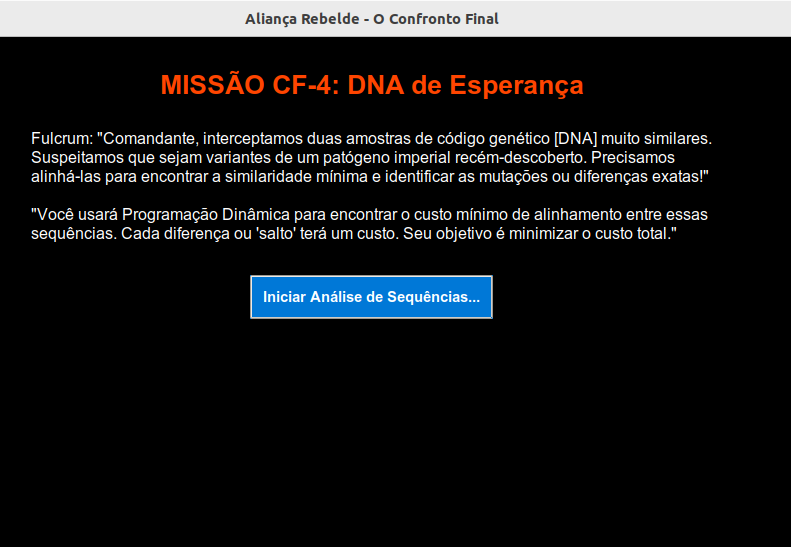 Aliança Rebelde - O Confronto Final
MISSÃO CF-4: DNA de Esperança
Fulcrum: "Comandante, interceptamos duas amostras de código genético [DNA] muito similares.
Suspeitamos que sejam variantes de um patógeno imperial recém-descoberto. Precisamos
alinhá-las para encontrar a similaridade mínima e identificar as mutações ou diferenças exatas!"
"Você usará Programação Dinâmica para encontrar o custo mínimo de alinhamento entre essas
sequências. Cada diferença ou 'salto' terá um custo. Seu objetivo é minimizar o custo total."
Iniciar Análise de Sequências...